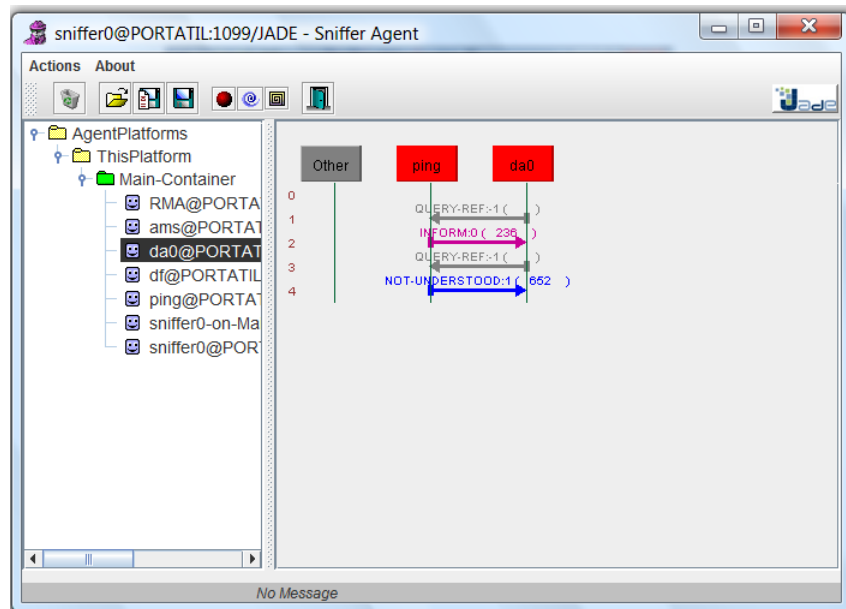 sniffer0@PORTATIL:1099/JADE - Sniffer Agent
Actions About
Jade
AgentPlatforms
ThisPlatform
Main-Container
RMA@PORTA
ams@PORTAT
da0@PORTAT
df@PORTATIL
ping@PORTAT
sniffer0-on-Ma
sniffer0@POR
Other ping da0
0
QUERY-REF:-1 ( )
1
INFORM:0 ( 236 )
2
QUERY-REF:-1 ( )
3
NOT-UNDERSTOOD:1 ( 652 )
4
No Message